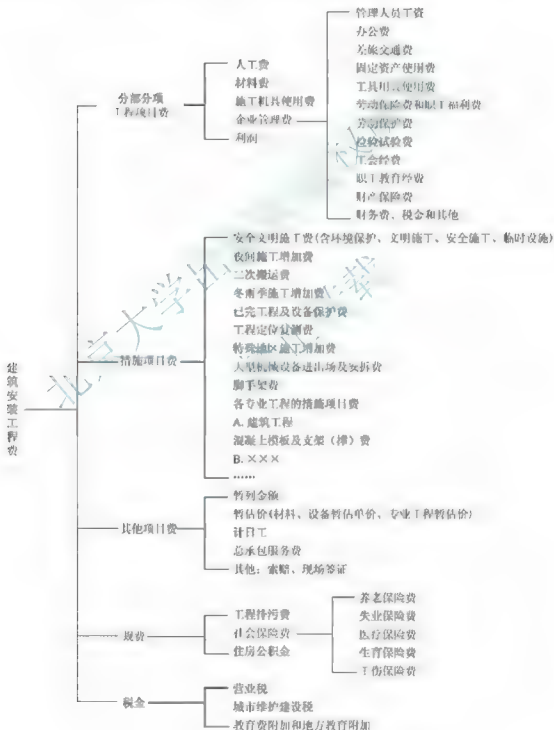 管理人员工资
办公费
差旅交通费
固定资产使用费
工具用具使用费
劳动保险费和职工福利费
劳动保护费
检验试验费
工会经费
职工教育经费
财产保险费
财务费、税金和其他
人工费
材料费
施工机具使用费
企业管理费
利润
分部分项
工程项目费
安全文明施工费(含环境保护、文明施工、安全施工、临时设施)
夜间施工增加费
二次搬运费
冬雨季施工增加费
已完工程及设备保护费
工程定位复测费
特殊地区施工增加费
大型机械设备进出场及安拆费
脚手架费
各专业工程的措施项目费
A. 建筑工程
混凝土模板及支架（撑）费
B. ×××
……
措施项目费
建筑安装工程费
暂列金额
暂估价(材料、设备暂估单价、专业工程暂估价)
计日工
总承包服务费
其他：索赔、现场签证
其他项目费
工程排污费
社会保险费
住房公积金
规费
养老保险费
失业保险费
医疗保险费
生育保险费
工伤保险费
税金
营业税
城市维护建设税
教育费附加和地方教育附加
北京大学出